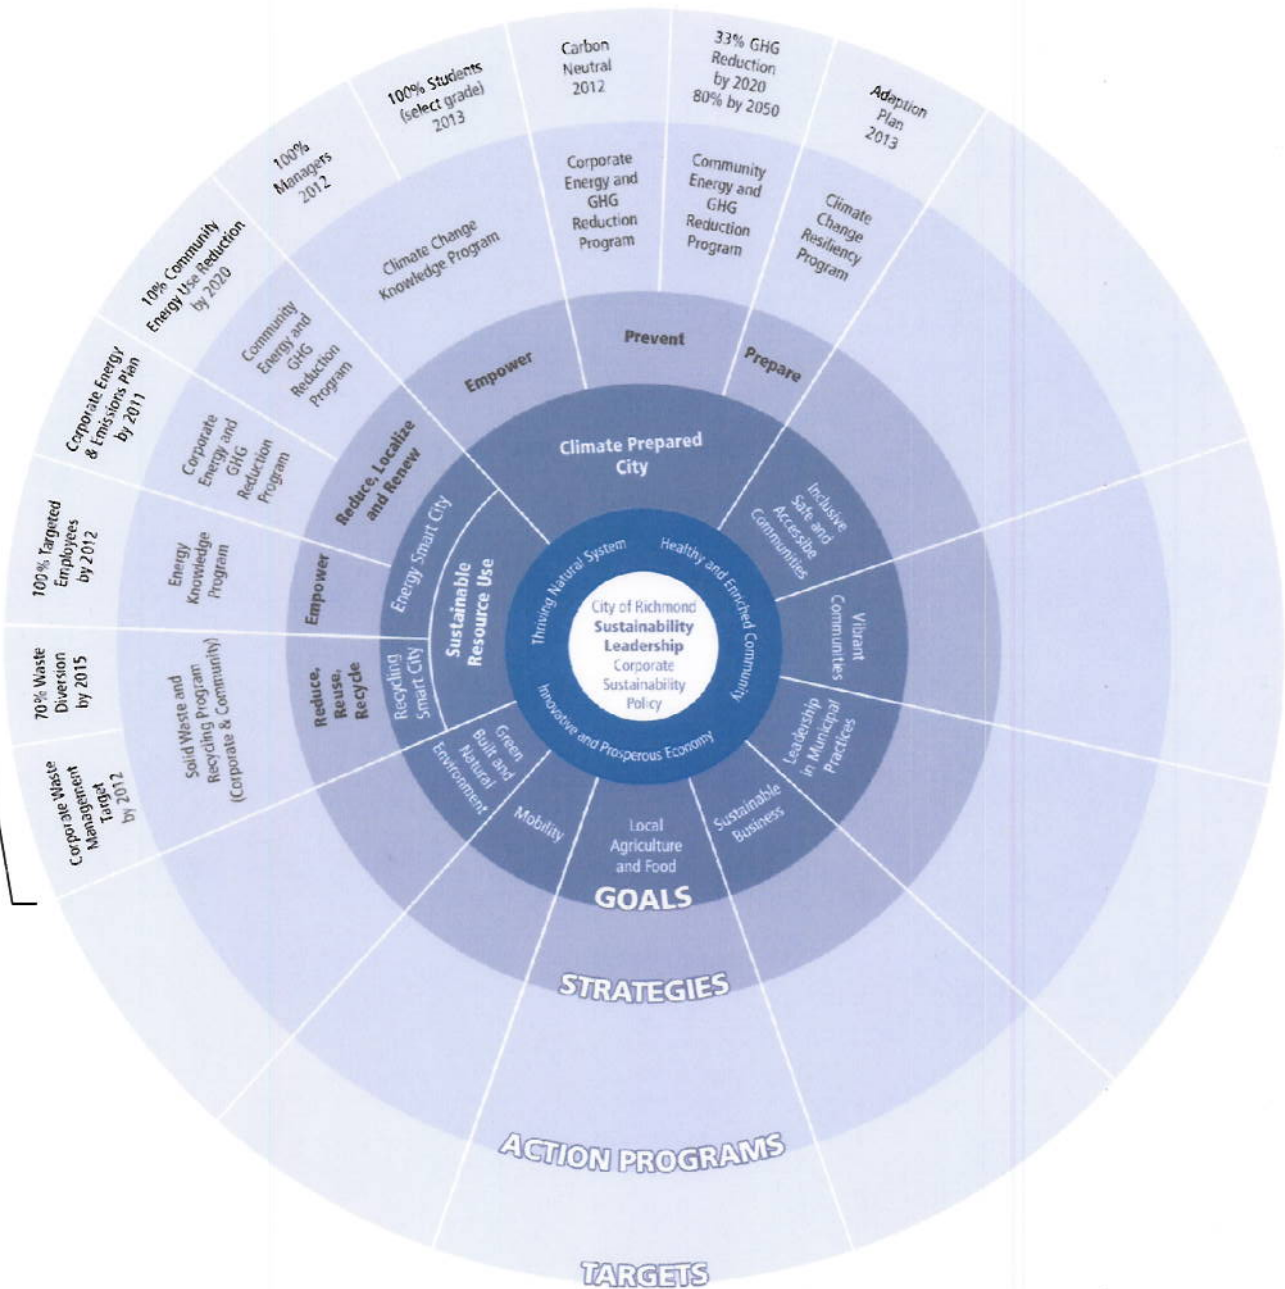 100% Students
(select grade)
2013
Carbon
Neutral
2012
33% GHG
Reduction
by 2020
80% by 2050
Adaption
Plan
2013
100%
Managers
2012
10% Community
Energy Use Reduction
by 2020
Corporate Energy
& Emissions Plan
by 2011
100% Targeted
Employees
by 2012
70% Waste
Diversion
by 2015
Corporate Waste
Management
Target
by 2012
Climate Change
Knowledge Program
Corporate
Energy and
GHG
Reduction
Program
Community
Energy and
GHG
Reduction
Program
Climate
Change
Resiliency
Program
Community
Energy and
GHG
Reduction
Program
Corporate
Energy and
GHG
Reduction
Program
Energy
Knowledge
Program
Solid Waste and
Recycling Program
(Corporate & Community)
Empower
Prevent
Prepare
Reduce, Localize
and Renew
Empower
Reduce,
Reuse,
Recycle
Climate Prepared
City
Inclusive
Safe and
Accessibe
Communities
Vibrant
Communities
Leadership
in Municipal
Practices
Sustainable
Business
Local
Agriculture
and Food
Mobility
Green
Built and
Natural
Environment
Recycling
Smart City
Energy Smart City
Sustainable
Resource Use
Thriving Natural System
Healthy and Enriched Community
Innovative and Prosperous Economy
City of Richmond
Sustainability
Leadership
Corporate
Sustainability
Policy
GOALS
STRATEGIES
ACTION PROGRAMS
TARGETS